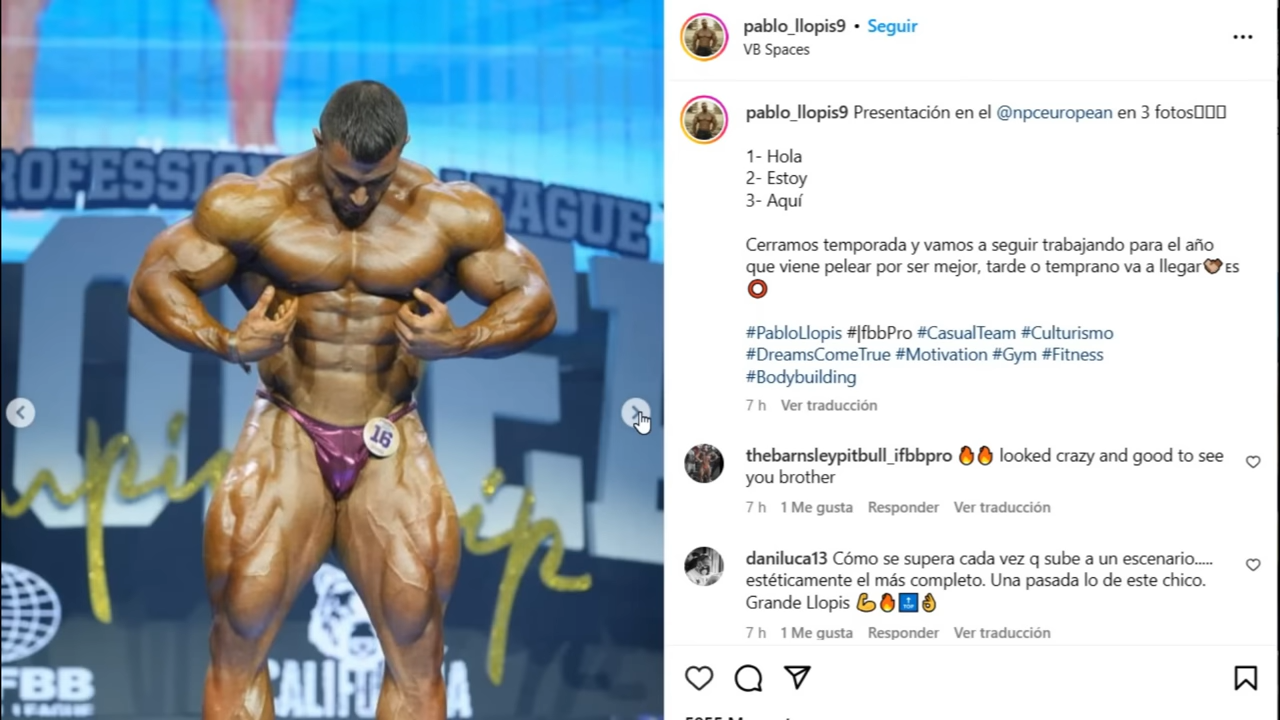 pablo_llopis9 • Seguir
VB Spaces
pablo_llopis9 Presentación en el @npceuropean en 3 fotos
1- Hola
2- Estoy
3- Aquí
Cerramos temporada y vamos a seguir trabajando para el año
que viene pelear por ser mejor, tarde o temprano va a llegar🤝🏽ES
⭕
#PabloLlopis #IfbbPro #CasualTeam #Culturismo
#DreamsComeTrue #Motivation #Gym #Fitness
#Bodybuilding
7 h Ver traducción
thebarnsleypitbull_ifbbpro 🔥🔥 looked crazy and good to see
you brother
7 h 1 Me gusta Responder Ver traducción
daniluca13 Cómo se supera cada vez q sube a un escenario.....
estéticamente el más completo. Una pasada lo de este chico.
Grande Llopis 💪🔥🔝👌
7 h 1 Me gusta Responder Ver traducción
16